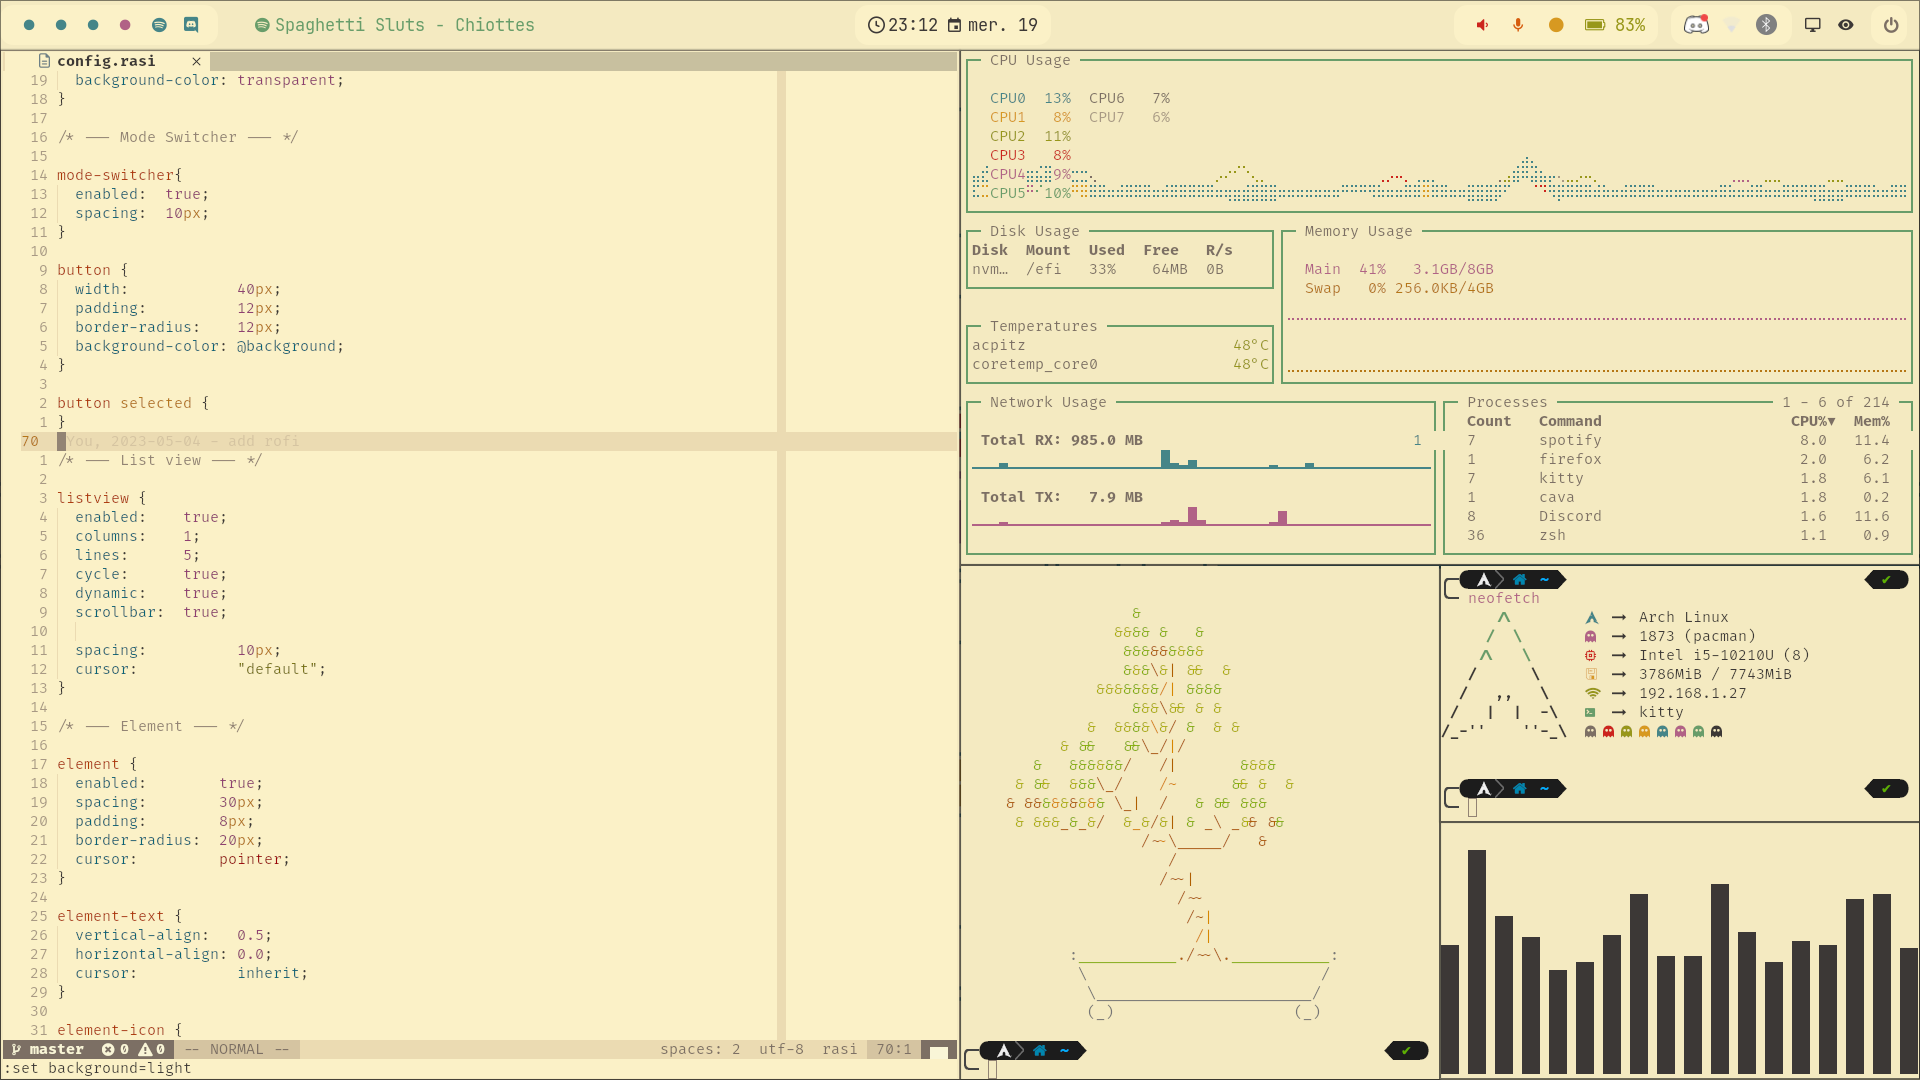 Spaghetti Sluts - Chiottes
23:12 mer. 19
83%
config.rasi ×
19 background-color: transparent;
18 }
17
16 /* --- Mode Switcher --- */
15
14 mode-switcher{
13 enabled: true;
12 spacing: 10px;
11 }
10
9 button {
8 width: 40px;
7 padding: 12px;
6 border-radius: 12px;
5 background-color: @background;
4 }
3
2 button selected {
1 }
70 You, 2023-05-04 - add rofi
1 /* --- List view --- */
2
3 listview {
4 enabled: true;
5 columns: 1;
6 lines: 5;
7 cycle: true;
8 dynamic: true;
9 scrollbar: true;
10
11 spacing: 10px;
12 cursor: "default";
13 }
14
15 /* --- Element --- */
16
17 element {
18 enabled: true;
19 spacing: 30px;
20 padding: 8px;
21 border-radius: 20px;
22 cursor: pointer;
23 }
24
25 element-text {
26 vertical-align: 0.5;
27 horizontal-align: 0.0;
28 cursor: inherit;
29 }
30
31 element-icon {
master 0 0 -- NORMAL -- spaces: 2 utf-8 rasi 70:1
:set background=light
CPU Usage
CPU0 13% CPU6 7%
CPU1 8% CPU7 6%
CPU2 11%
CPU3 8%
CPU4 9%
CPU5 10%
Disk Usage
Disk Mount Used Free R/s
nvm… /efi 33% 64MB 0B
Memory Usage
Main 41% 3.1GB/8GB
Swap 0% 256.0KB/4GB
Temperatures
acpitz 48°C
coretemp_core0 48°C
Network Usage
Total RX: 985.0 MB 1
Total TX: 7.9 MB
Processes 1 - 6 of 214
Count Command CPU%▼ Mem%
7 spotify 8.0 11.4
1 firefox 2.0 6.2
7 kitty 1.8 6.1
1 cava 1.8 0.2
8 Discord 1.6 11.6
36 zsh 1.1 0.9
~ ✔
neofetch
→ Arch Linux
→ 1873 (pacman)
→ Intel i5-10210U (8)
→ 3786MiB / 7743MiB
→ 192.168.1.27
→ kitty
~ ✔
~ ✔